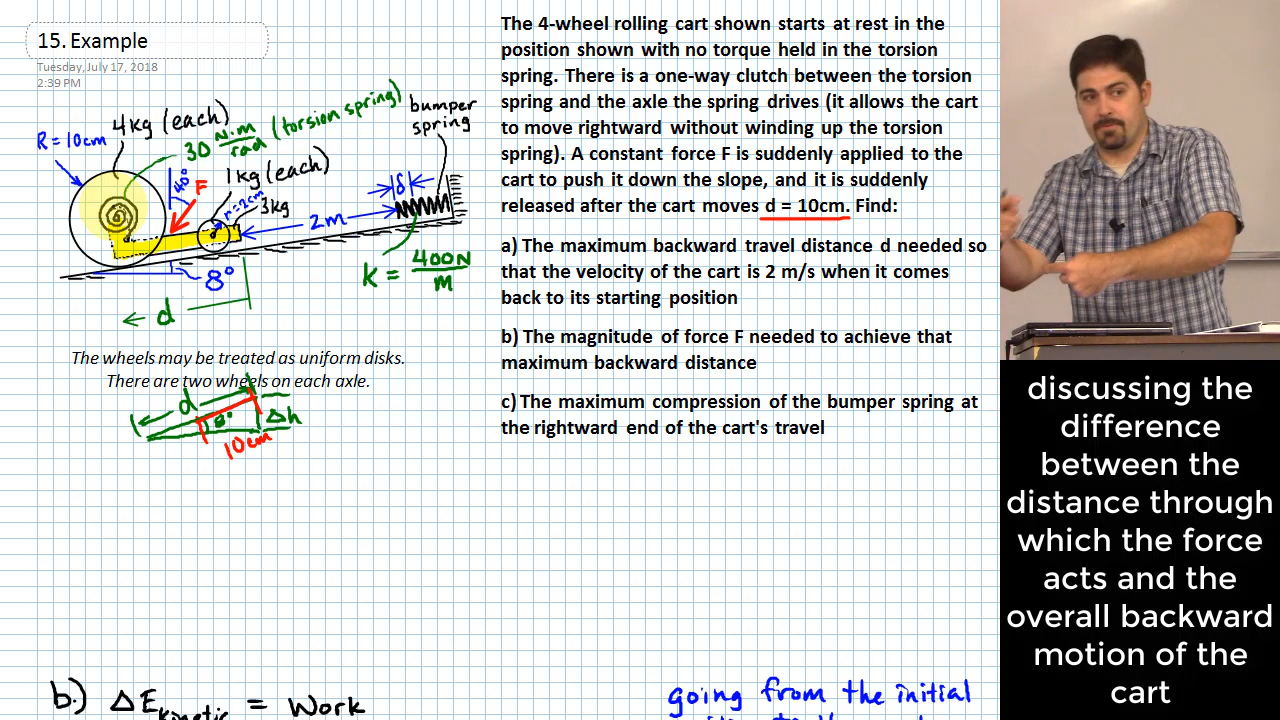 15. Example
Tuesday, July 17, 2018
2:39 PM
R = 10cm
4kg (each)
30 N·m/rad (torsion spring)
bumper
spring
40°
F
1kg (each)
r=2cm
3kg
δ
2m
8°
K = 400N/m
d
The wheels may be treated as uniform disks.
There are two wheels on each axle.
d
8°
Δh
10cm
The 4-wheel rolling cart shown starts at rest in the
position shown with no torque held in the torsion
spring. There is a one-way clutch between the torsion
spring and the axle the spring drives (it allows the cart
to move rightward without winding up the torsion
spring). A constant force F is suddenly applied to the
cart to push it down the slope, and it is suddenly
released after the cart moves d = 10cm. Find:
a) The maximum backward travel distance d needed so
that the velocity of the cart is 2 m/s when it comes
back to its starting position
b) The magnitude of force F needed to achieve that
maximum backward distance
c) The maximum compression of the bumper spring at
the rightward end of the cart's travel
b.) ΔEkinetic = Work
going from the initial
discussing the
difference
between the
distance through
which the force
acts and the
overall backward
motion of the
cart